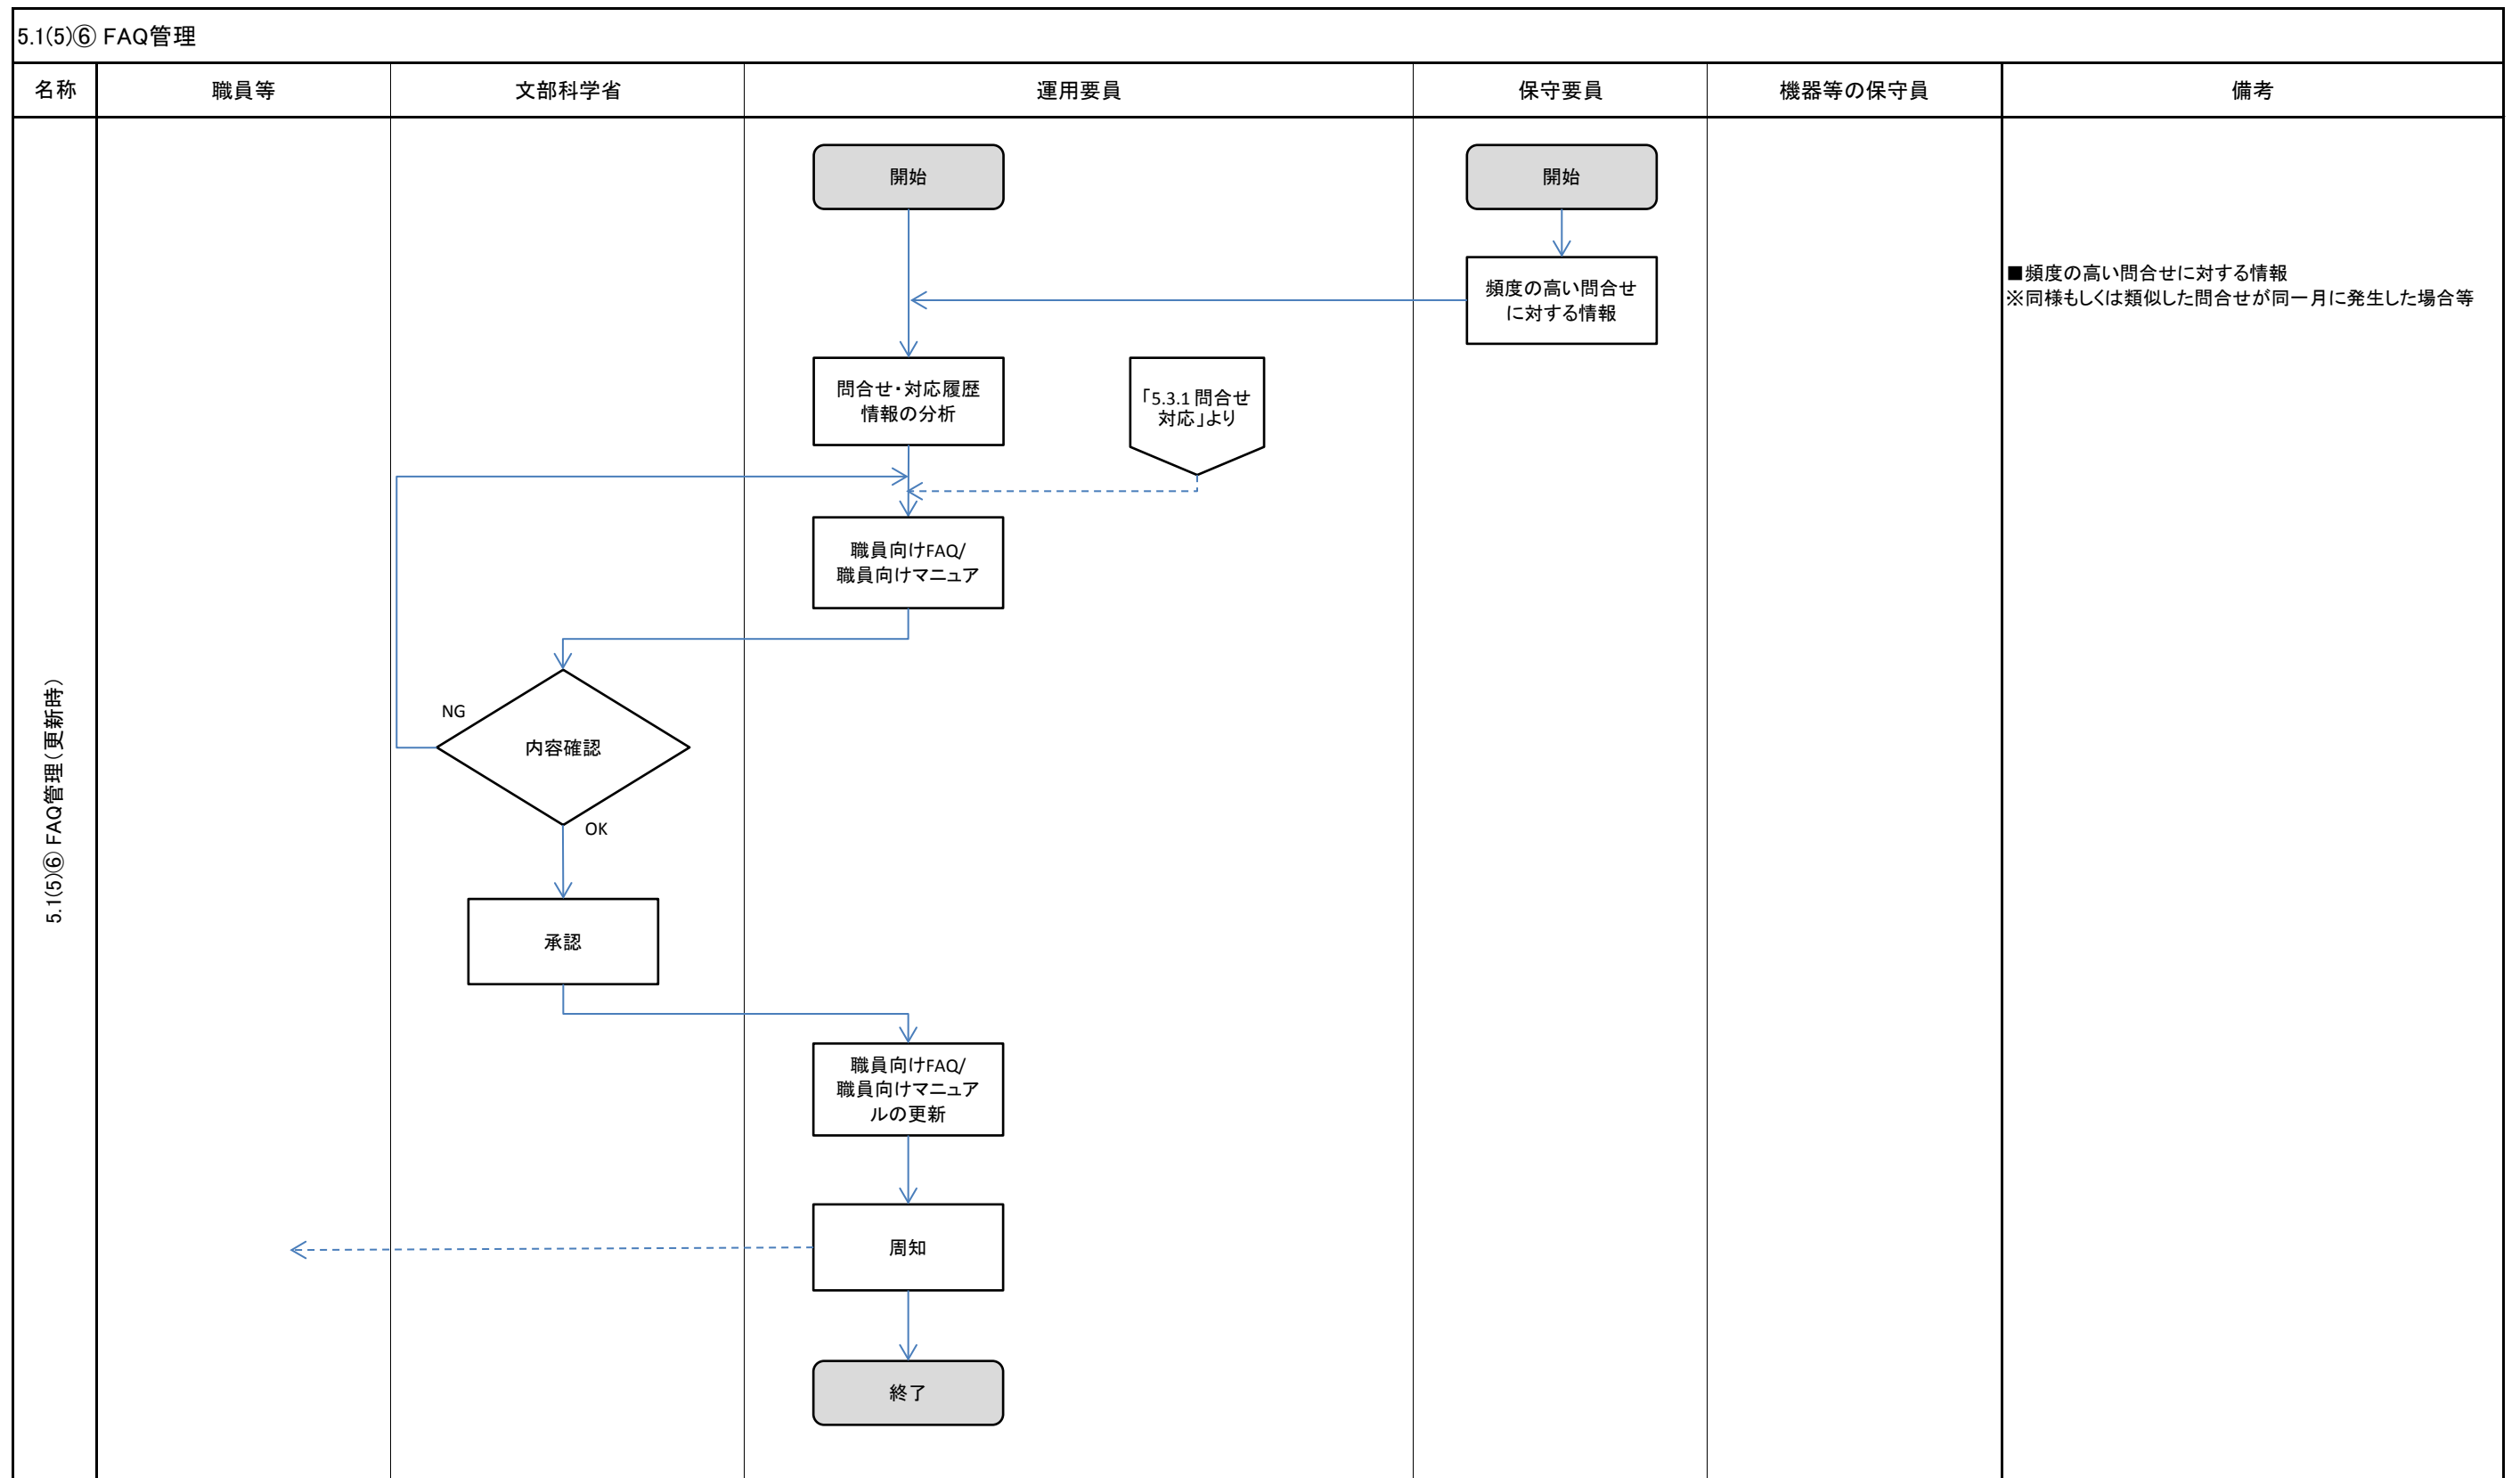 5.1(5)⑥ FAQ管理
名称
職員等
文部科学省
運用要員
保守要員
機器等の保守員
備考
5.1(5)⑥ FAQ管理(更新時)
開始
開始
頻度の高い問合せ
に対する情報
■頻度の高い問合せに対する情報
※同様もしくは類似した問合せが同一月に発生した場合等
問合せ・対応履歴
情報の分析
「5.3.1 問合せ
対応」より
職員向けFAQ/
職員向けマニュア
NG
内容確認
OK
承認
職員向けFAQ/
職員向けマニュア
ルの更新
周知
終了